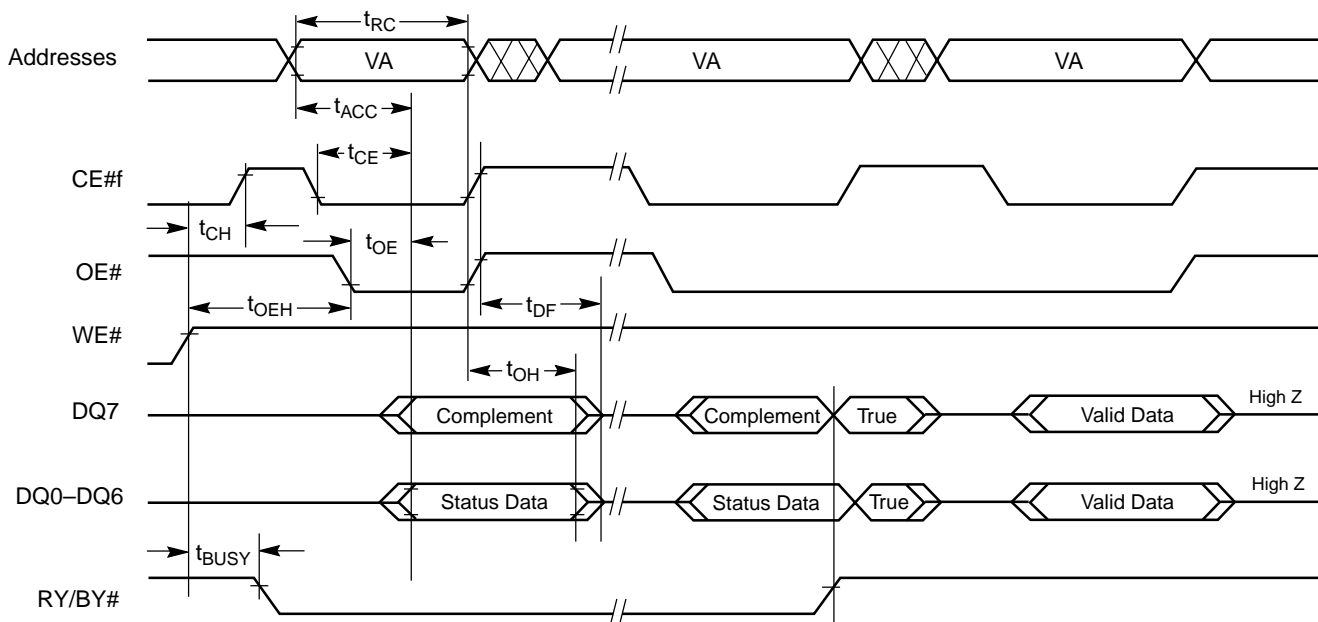 tRC
Addresses VA VA VA
tACC
tCE
CE#f
tCH
tOE
OE#
tOEH
tDF
WE#
tOH
DQ7 Complement Complement True Valid Data High Z
DQ0–DQ6 Status Data Status Data True Valid Data High Z
tBUSY
RY/BY#